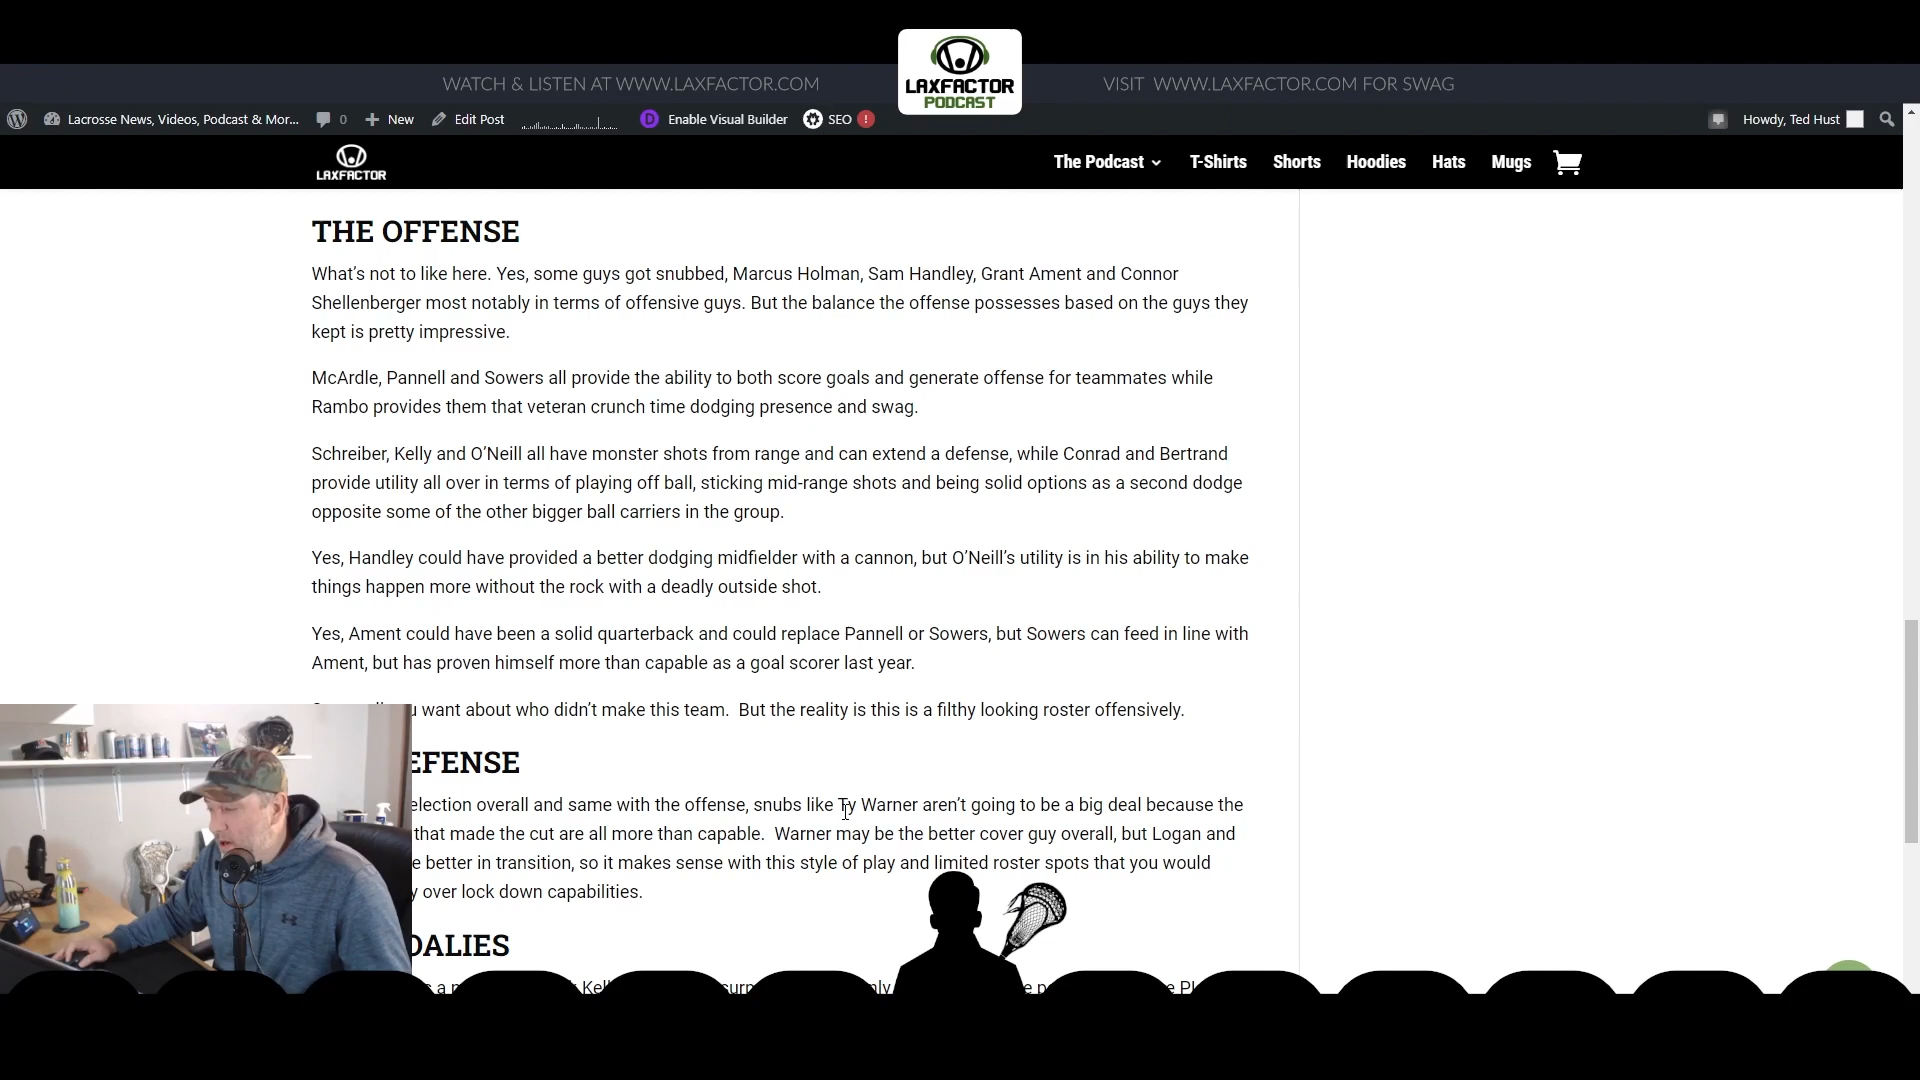 WATCH & LISTEN AT WWW.LAXFACTOR.COM
LAXFACTOR
PODCAST
VISIT WWW.LAXFACTOR.COM FOR SWAG
Lacrosse News, Videos, Podcast & Mor... 0 New Edit Post Enable Visual Builder SEO ! Howdy, Ted Hust
LAXFACTOR
The Podcast T-Shirts Shorts Hoodies Hats Mugs
THE OFFENSE
What's not to like here. Yes, some guys got snubbed, Marcus Holman, Sam Handley, Grant Ament and Connor
Shellenberger most notably in terms of offensive guys. But the balance the offense possesses based on the guys they
kept is pretty impressive.
McArdle, Pannell and Sowers all provide the ability to both score goals and generate offense for teammates while
Rambo provides them that veteran crunch time dodging presence and swag.
Schreiber, Kelly and O'Neill all have monster shots from range and can extend a defense, while Conrad and Bertrand
provide utility all over in terms of playing off ball, sticking mid-range shots and being solid options as a second dodge
opposite some of the other bigger ball carriers in the group.
Yes, Handley could have provided a better dodging midfielder with a cannon, but O'Neill's utility is in his ability to make
things happen more without the rock with a deadly outside shot.
Yes, Ament could have been a solid quarterback and could replace Pannell or Sowers, but Sowers can feed in line with
Ament, but has proven himself more than capable as a goal scorer last year.
want about who didn't make this team. But the reality is this is a filthy looking roster offensively.
EFENSE
election overall and same with the offense, snubs like Ty Warner aren't going to be a big deal because the
that made the cut are all more than capable. Warner may be the better cover guy overall, but Logan and
e better in transition, so it makes sense with this style of play and limited roster spots that you would
y over lock down capabilities.
OALIES